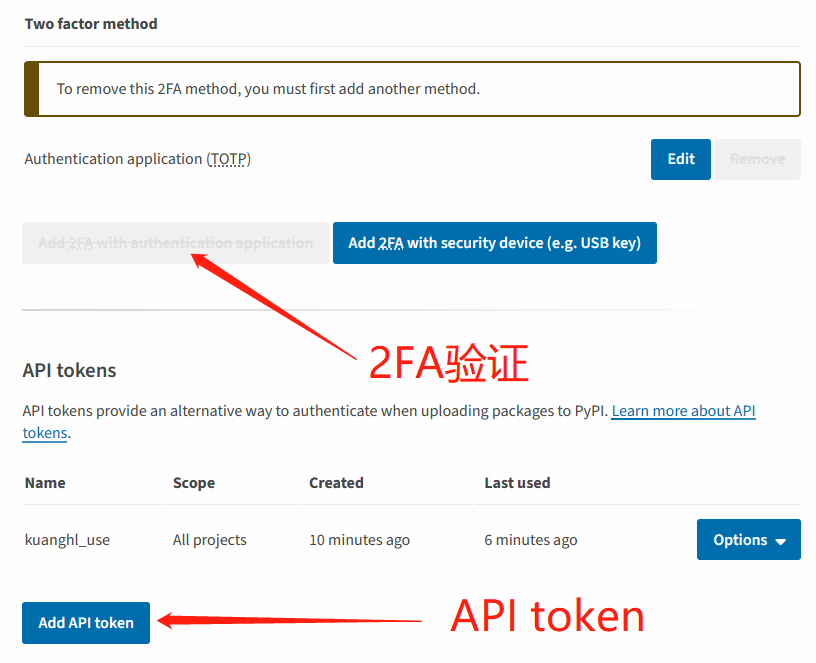 Two factor method
To remove this 2FA method, you must first add another method.
Authentication application (TOTP)
Edit
Remove
Add 2FA with authentication application
Add 2FA with security device (e.g. USB key)
2FA验证
API tokens
API tokens provide an alternative way to authenticate when uploading packages to PyPI. Learn more about API
tokens.
Name Scope Created Last used
kuanghl_use All projects 10 minutes ago 6 minutes ago Options
Add API token
API token